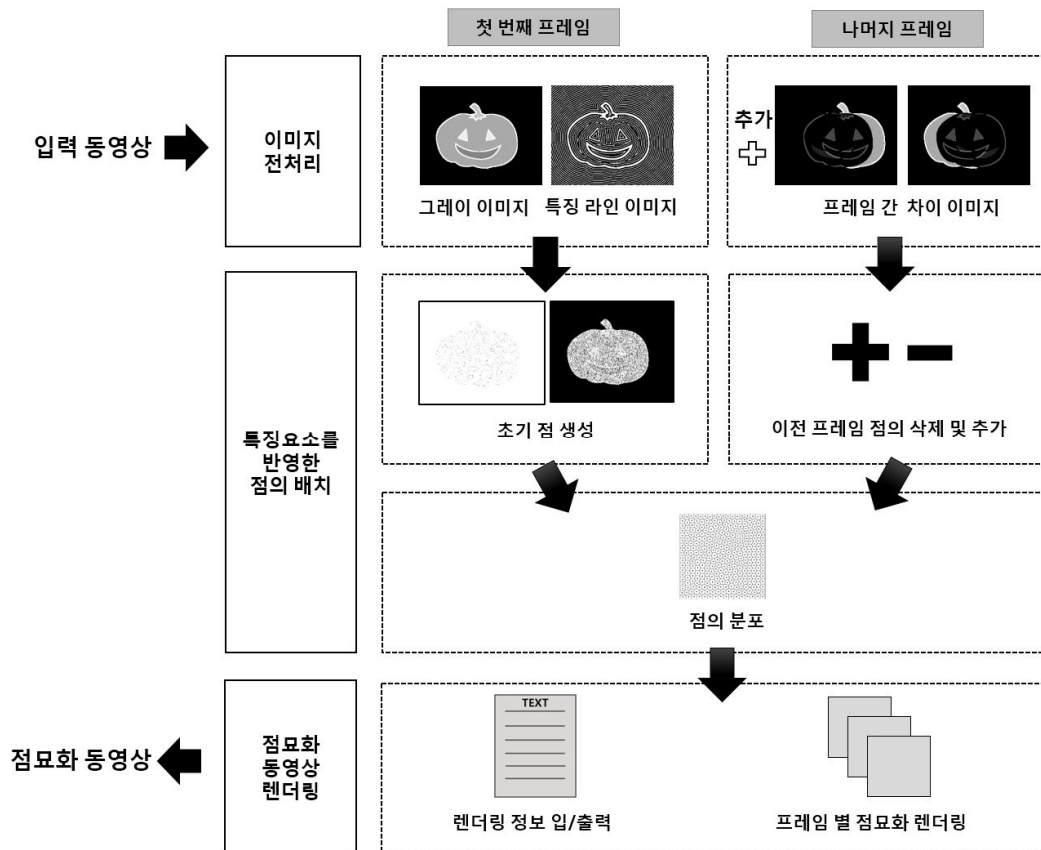 첫 번째 프레임
나머지 프레임
입력 동영상
이미지
전처리
그레이 이미지
특징 라인 이미지
추가
프레임 간 차이 이미지
특징요소를
반영한
점의 배치
초기 점 생성
이전 프레임 점의 삭제 및 추가
점의 분포
점묘화 동영상
점묘화
동영상
렌더링
TEXT
렌더링 정보 입/출력
프레임 별 점묘화 렌더링